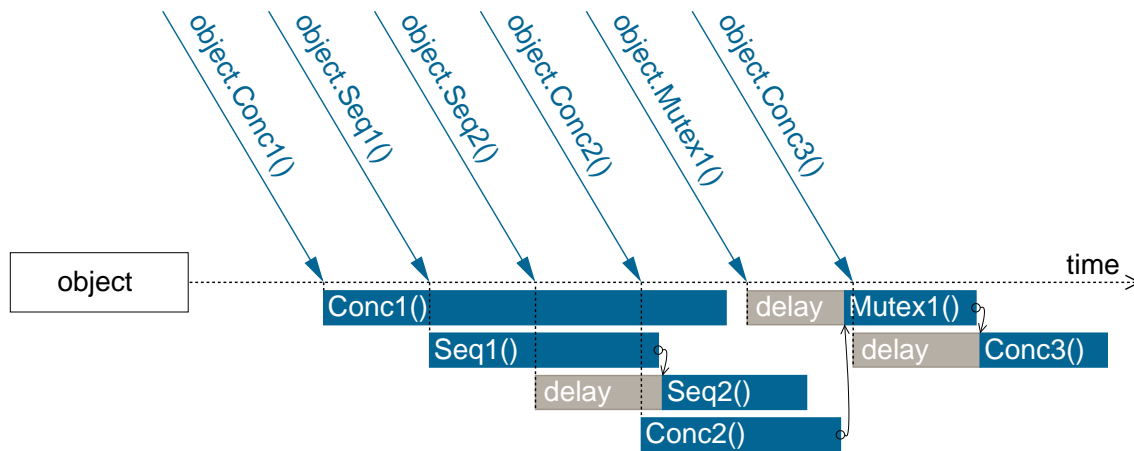 object.Conc1()
object.Seq1()
object.Seq2()
object.Conc2()
object.Mutex1()
object.Conc3()
object
time
Conc1()
delay
Mutex1()
Seq1()
delay
Conc3()
delay
Seq2()
Conc2()